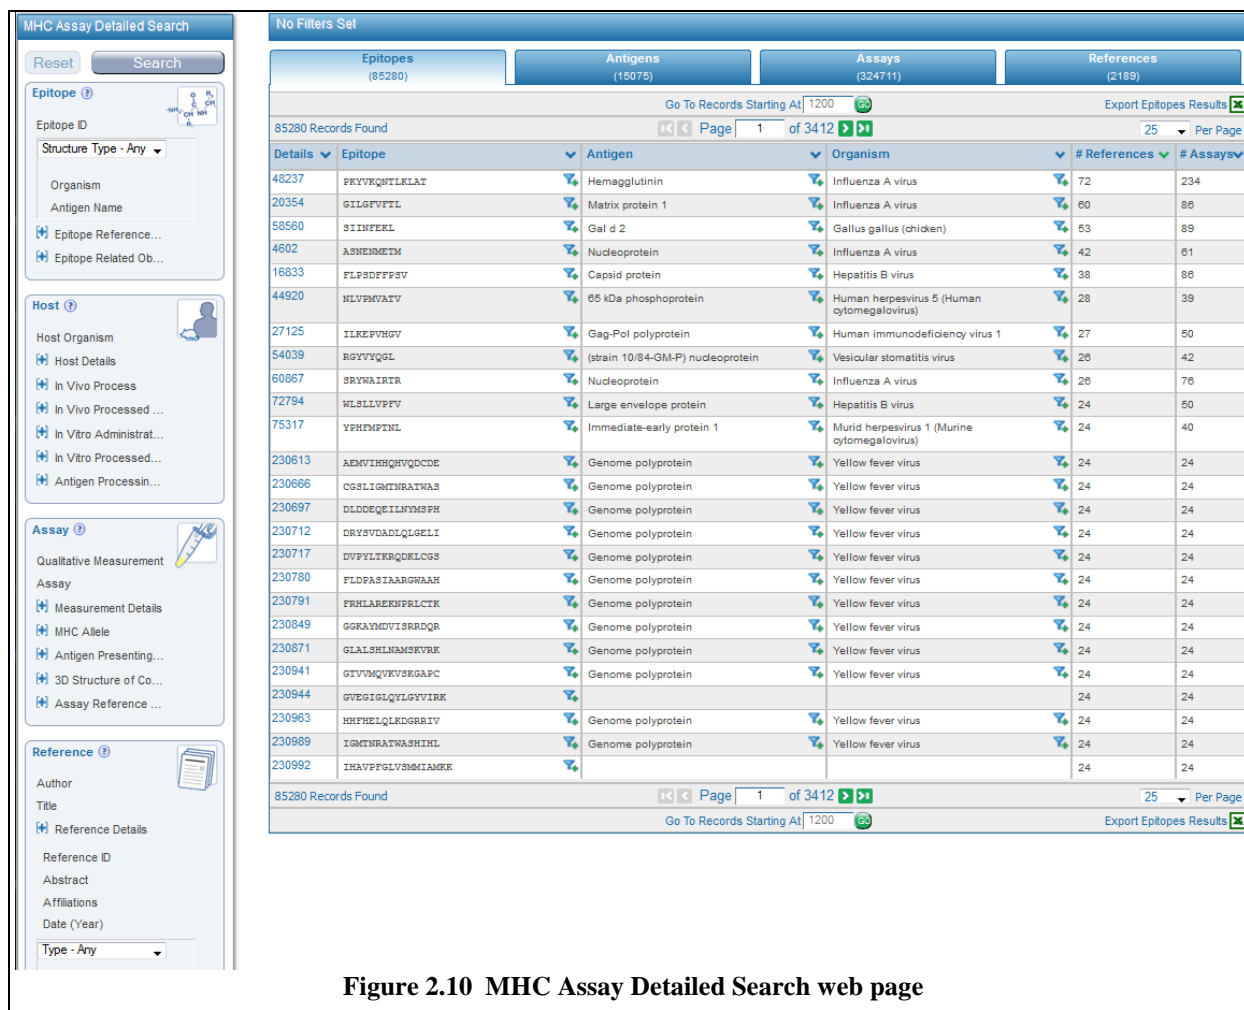 MHC Assay Detailed Search
Reset Search
Epitope
Epitope ID
Structure Type - Any
Organism
Antigen Name
Epitope Reference...
Epitope Related Ob...
Host
Host Organism
Host Details
In Vivo Process
In Vivo Processed ...
In Vitro Administrat...
In Vitro Processed...
Antigen Processin...
Assay
Qualitative Measurement
Assay
Measurement Details
MHC Allele
Antigen Presenting...
3D Structure of Co...
Assay Reference ...
Reference
Author
Title
Reference Details
Reference ID
Abstract
Affiliations
Date (Year)
Type - Any
No Filters Set
Epitopes Antigens Assays References
(85280) (15075) (324711) (2189)
Go To Records Starting At 1200 GO Export Epitopes Results
85280 Records Found Page 1 of 3412 25 Per Page
Details Epitope Antigen Organism # References # Assays
48237 PKYVKQNTLKLAT Hemagglutinin Influenza A virus 72 234
20354 GILGFVFTL Matrix protein 1 Influenza A virus 60 86
58560 SIINFEKL Gal d 2 Gallus gallus (chicken) 53 89
4602 ASNENMETM Nucleoprotein Influenza A virus 42 61
16833 FLPSDFFPSV Capsid protein Hepatitis B virus 38 86
44920 NLVPMVATV 65 kDa phosphoprotein Human herpesvirus 5 (Human 28 39
cytomegalovirus)
27125 ILKEPVHGV Gag-Pol polyprotein Human immunodeficiency virus 1 27 50
54039 RGYVYQGL (strain 10/84-GM-P) nucleoprotein Vesicular stomatitis virus 26 42
60867 SRYWAIRTR Nucleoprotein Influenza A virus 26 76
72794 WLSLLVPFV Large envelope protein Hepatitis B virus 24 50
75317 YPHFMPTNL Immediate-early protein 1 Murid herpesvirus 1 (Murine 24 40
cytomegalovirus)
230613 AEMVIHHQHVQDCDE Genome polyprotein Yellow fever virus 24 24
230666 CGSLIGMTNRATWAS Genome polyprotein Yellow fever virus 24 24
230697 DLDDEQEILNYMSPH Genome polyprotein Yellow fever virus 24 24
230712 DRYSVDADLQLGELI Genome polyprotein Yellow fever virus 24 24
230717 DVPYLTKRQDKLCGS Genome polyprotein Yellow fever virus 24 24
230780 FLDPASIAARGWAAH Genome polyprotein Yellow fever virus 24 24
230791 FRHLAREKNPRLCTK Genome polyprotein Yellow fever virus 24 24
230849 GGKAYMDVISRRDQR Genome polyprotein Yellow fever virus 24 24
230871 GLALSHLNAMSKVRK Genome polyprotein Yellow fever virus 24 24
230941 GTVVMQVKVSKGAPC Genome polyprotein Yellow fever virus 24 24
230944 GVEGIGLQYLGYVIRK 24 24
230963 HHFHELQLKDGRRIV Genome polyprotein Yellow fever virus 24 24
230989 IGMTNRATWASHIHL Genome polyprotein Yellow fever virus 24 24
230992 IHAVPFGLVSMMIAMKK 24 24
85280 Records Found Page 1 of 3412 25 Per Page
Go To Records Starting At 1200 GO Export Epitopes Results
Figure 2.10 MHC Assay Detailed Search web page